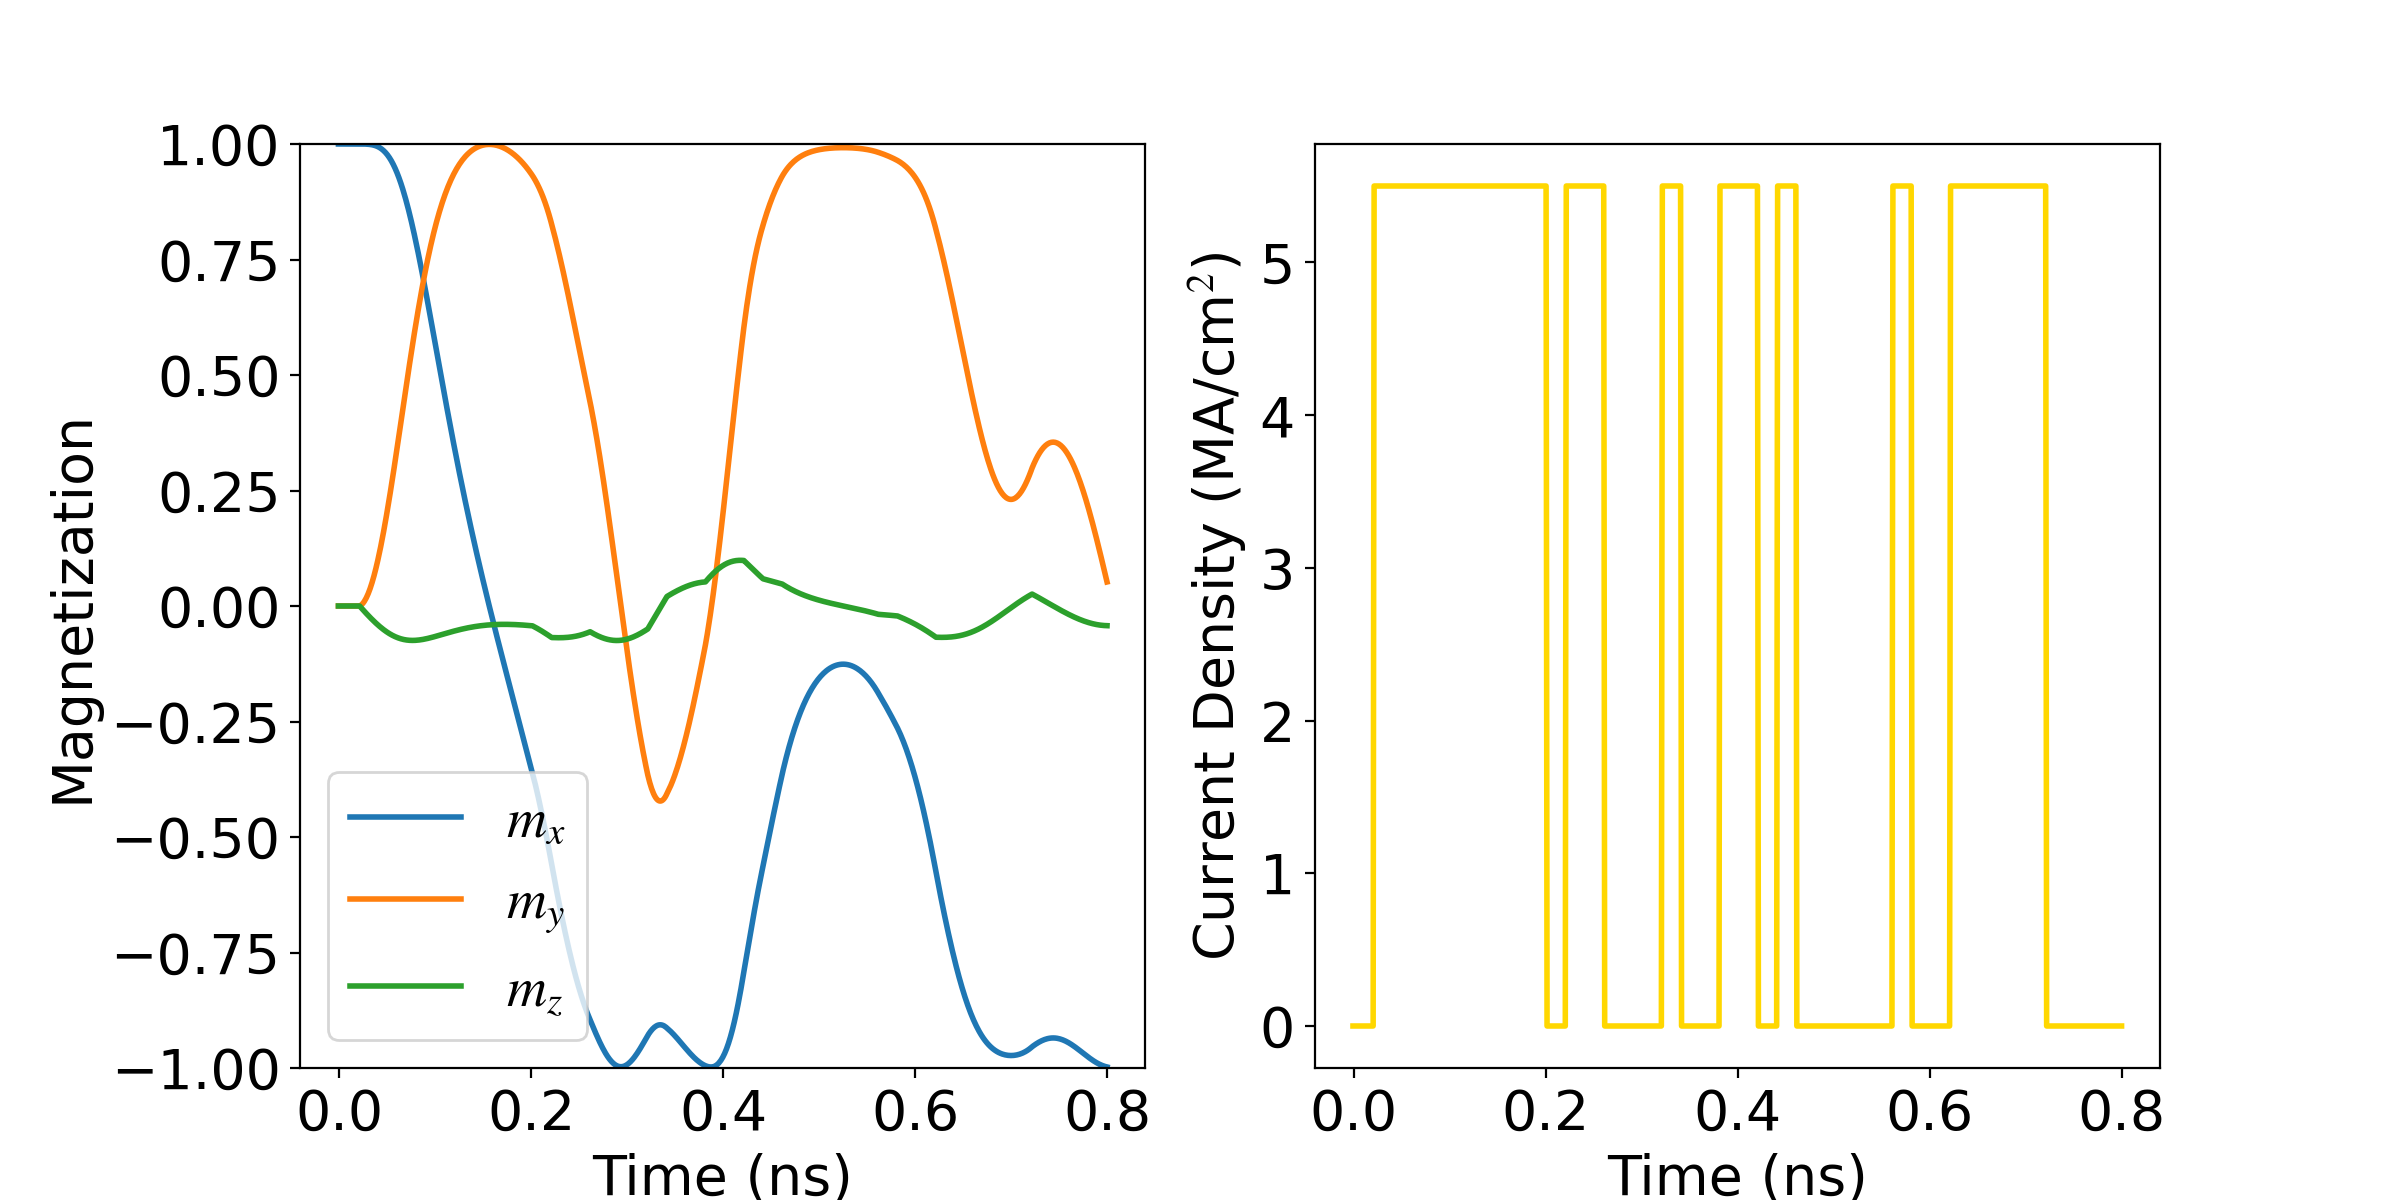 Magnetization
1.00
0.75
0.50
0.25
0.00
−0.25
−0.50
−0.75
−1.00
0.0 0.2 0.4 0.6 0.8
Time (ns)
m_x
m_y
m_z
Current Density (MA/cm²)
5
4
3
2
1
0
0.0 0.2 0.4 0.6 0.8
Time (ns)